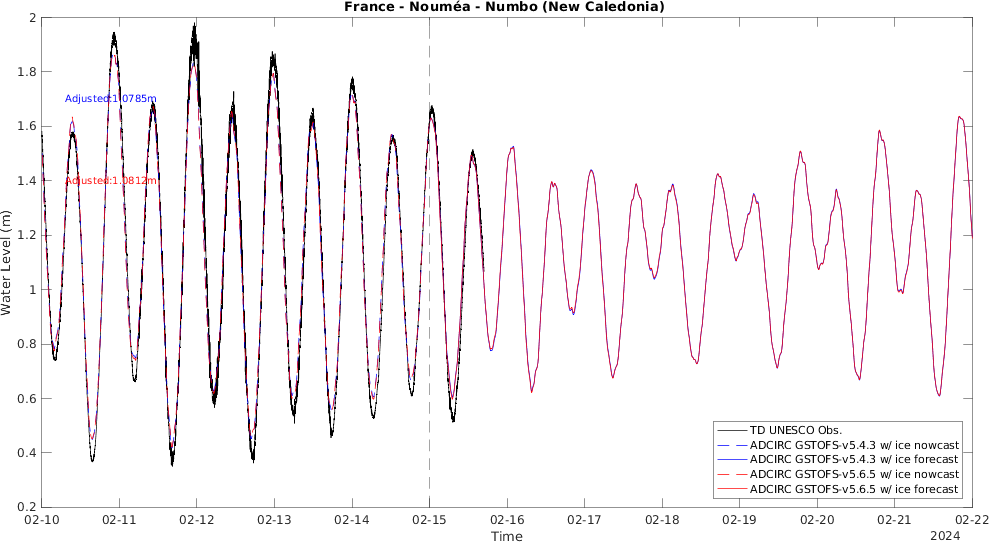 France - Nouméa - Numbo (New Caledonia)
2
1.8
1.6
1.4
1.2
1
0.8
0.6
0.4
0.2
Water Level (m)
Adjusted:1.0785m
Adjusted:1.0812m
TD UNESCO Obs.
ADCIRC GSTOFS-v5.4.3 w/ ice nowcast
ADCIRC GSTOFS-v5.4.3 w/ ice forecast
ADCIRC GSTOFS-v5.6.5 w/ ice nowcast
ADCIRC GSTOFS-v5.6.5 w/ ice forecast
02-10 02-11 02-12 02-13 02-14 02-15 02-16 02-17 02-18 02-19 02-20 02-21 02-22
Time
2024